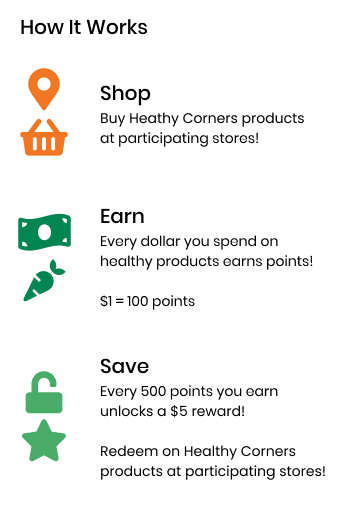 How It Works
Shop
Buy Heathy Corners products
at participating stores!
Earn
Every dollar you spend on
healthy products earns points!
$1 = 100 points
Save
Every 500 points you earn
unlocks a $5 reward!
Redeem on Healthy Corners
products at participating stores!